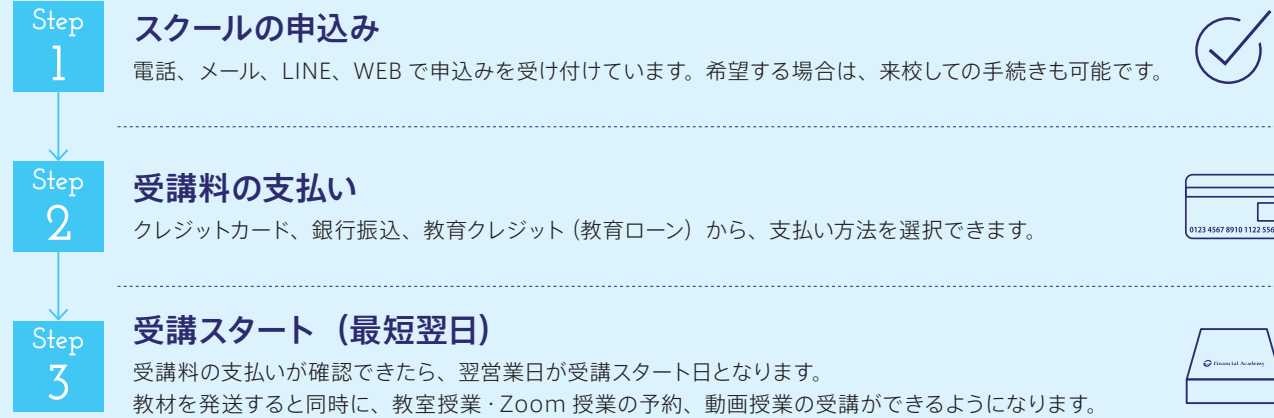 Step
1
スクールの申込み
電話、メール、LINE、WEB で申込みを受け付けています。希望する場合は、来校しての手続きも可能です。
Step
2
受講料の支払い
クレジットカード、銀行振込、教育クレジット（教育ローン）から、支払い方法を選択できます。
0123 4567 8910 1122 556
Step
3
受講スタート（最短翌日）
受講料の支払いが確認できたら、翌営業日が受講スタート日となります。
教材を発送すると同時に、教室授業・Zoom 授業の予約、動画授業の受講ができるようになります。
Financial Academy